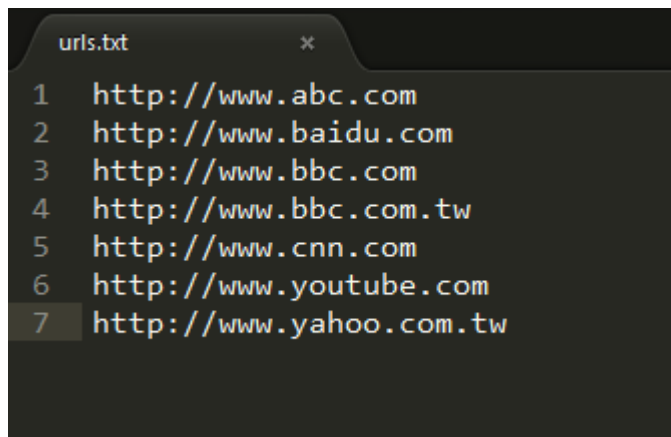 urls.txt ×
1 http://www.abc.com
2 http://www.baidu.com
3 http://www.bbc.com
4 http://www.bbc.com.tw
5 http://www.cnn.com
6 http://www.youtube.com
7 http://www.yahoo.com.tw